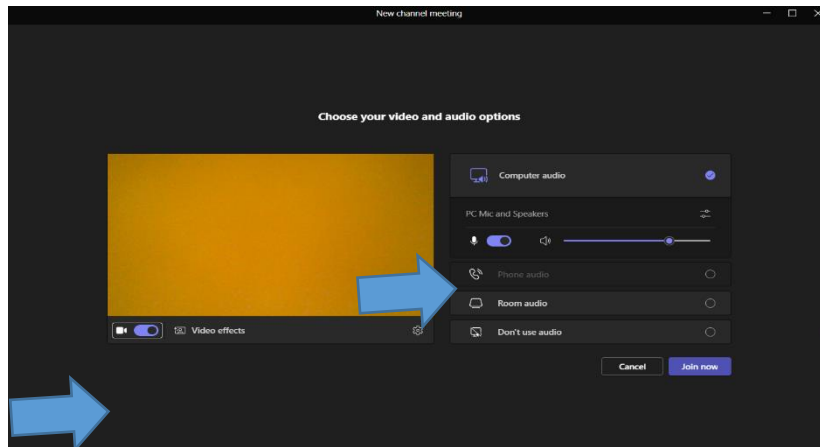 New channel meeting
Choose your video and audio options
Computer audio
PC Mic and Speakers
Phone audio
Room audio
Video effects
Don't use audio
Cancel
Join now